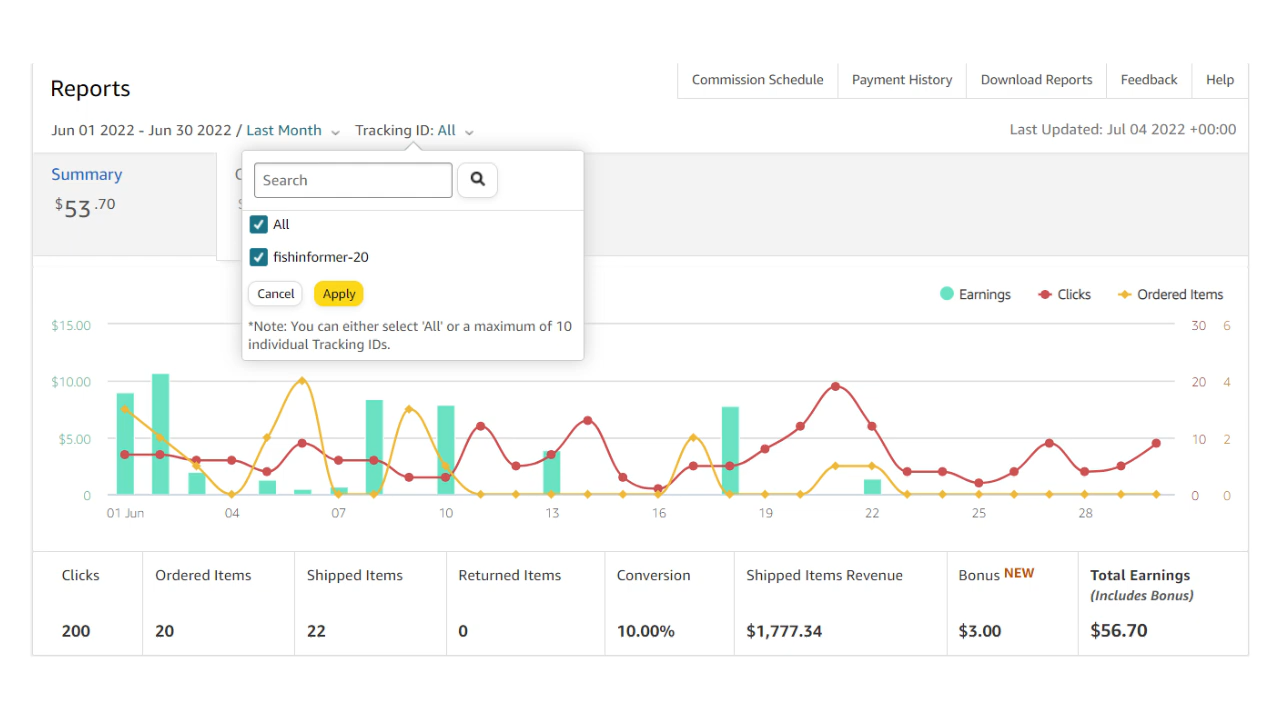 Reports
Commission Schedule Payment History Download Reports Feedback Help
Jun 01 2022 - Jun 30 2022 / Last Month Tracking ID: All
Last Updated: Jul 04 2022 +00:00
Summary
$53.70
Search
All
fishinformer-20
Cancel Apply
*Note: You can either select 'All' or a maximum of 10
individual Tracking IDs.
Earnings Clicks Ordered Items
$15.00 30 6
$10.00 20 4
$5.00 10 2
0 0 0
01 Jun 04 07 10 13 16 19 22 25 28
Clicks Ordered Items Shipped Items Returned Items Conversion Shipped Items Revenue Bonus NEW Total Earnings
(Includes Bonus)
200 20 22 0 10.00% $1,777.34 $3.00 $56.70